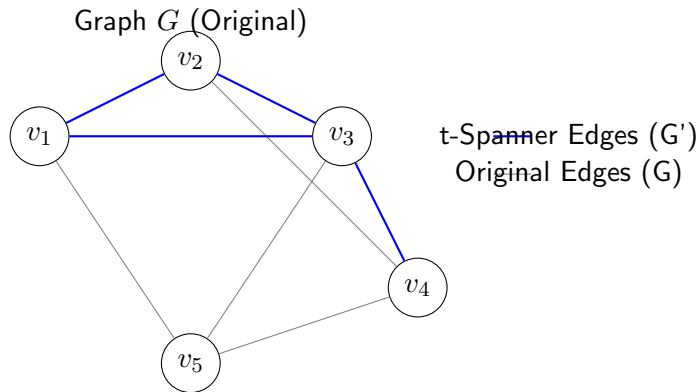 Graph G (Original)
v₂
v₁
v₃
t-Spanner Edges (G')
Original Edges (G)
v₄
v₅